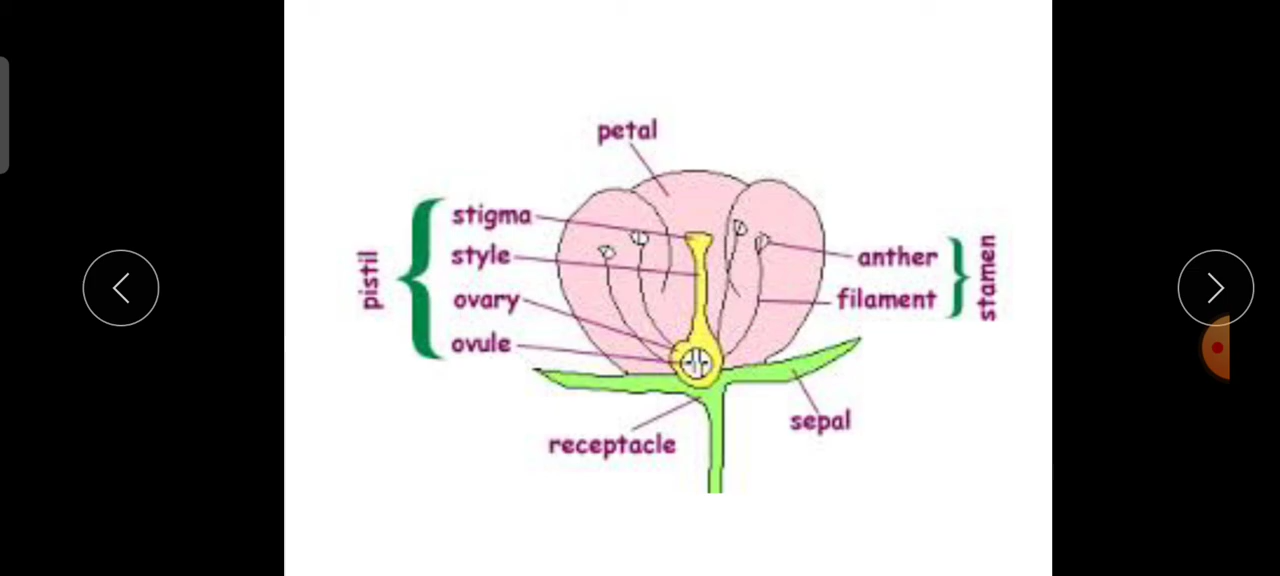 petal
stigma
style
ovary
ovule
pistil
anther
filament
stamen
sepal
receptacle